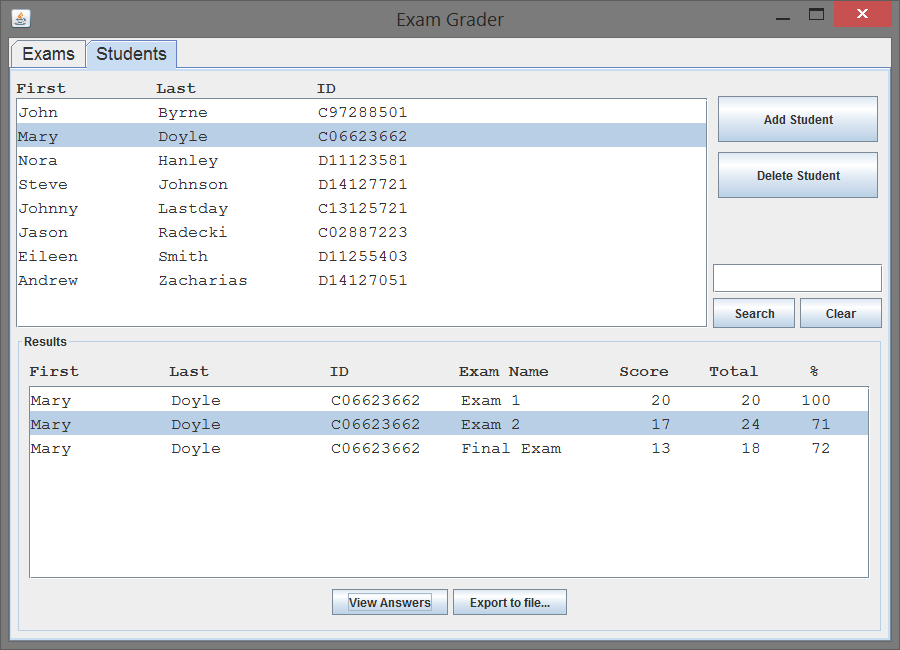 Exam Grader
Exams Students
First Last ID
John Byrne C97288501
Mary Doyle C06623662
Nora Hanley D11123581
Steve Johnson D14127721
Johnny Lastday C13125721
Jason Radecki C02887223
Eileen Smith D11255403
Andrew Zacharias D14127051
Add Student
Delete Student
Search Clear
Results
First Last ID Exam Name Score Total %
Mary Doyle C06623662 Exam 1 20 20 100
Mary Doyle C06623662 Exam 2 17 24 71
Mary Doyle C06623662 Final Exam 13 18 72
View Answers Export to file...